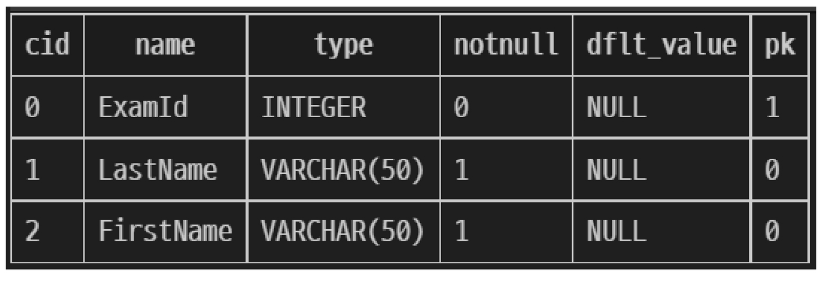 cid name type notnull dflt_value pk
0 ExamId INTEGER 0 NULL 1
1 LastName VARCHAR(50) 1 NULL 0
2 FirstName VARCHAR(50) 1 NULL 0